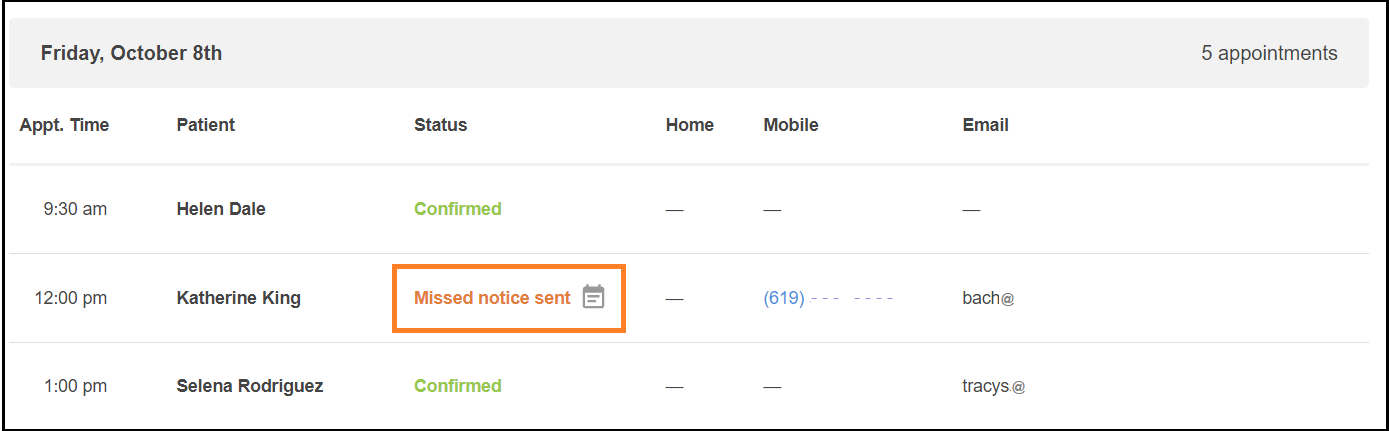 Friday, October 8th 5 appointments
Appt. Time Patient Status Home Mobile Email
9:30 am Helen Dale Confirmed — — —
12:00 pm Katherine King Missed notice sent — (619) --- ---- bach@
1:00 pm Selena Rodriguez Confirmed — — tracys.@